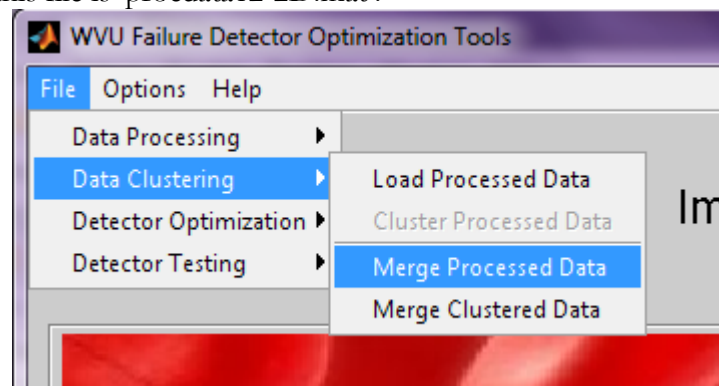 WVU Failure Detector Optimization Tools
File Options Help
Data Processing
Data Clustering
Detector Optimization
Detector Testing
Load Processed Data
Cluster Processed Data
Merge Processed Data
Merge Clustered Data
Im